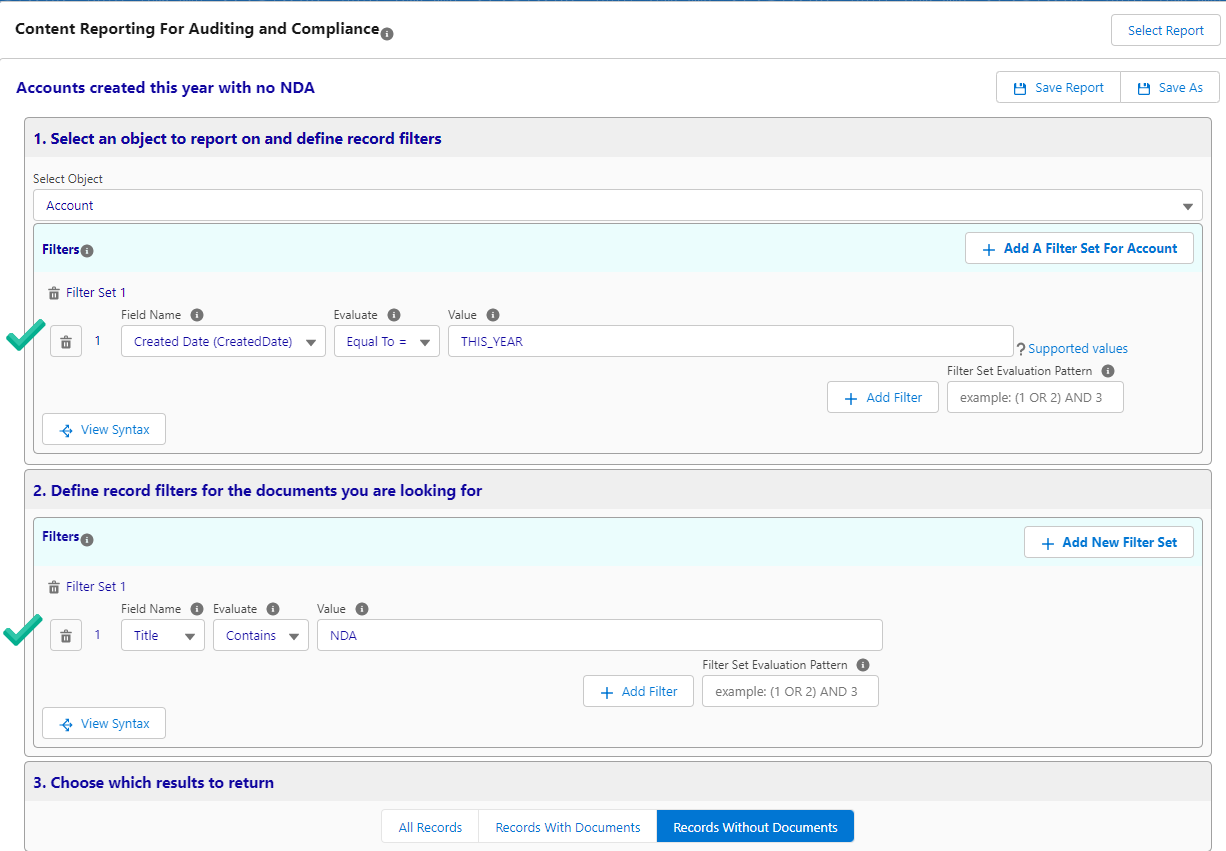 Content Reporting For Auditing and Compliance
Select Report
Accounts created this year with no NDA
Save Report
Save As
1. Select an object to report on and define record filters
Select Object
Account
Filters
Add A Filter Set For Account
Filter Set 1
Field Name Evaluate Value
1 Created Date (CreatedDate) Equal To = THIS_YEAR
? Supported values
Filter Set Evaluation Pattern
Add Filter example: (1 OR 2) AND 3
View Syntax
2. Define record filters for the documents you are looking for
Filters
Add New Filter Set
Filter Set 1
Field Name Evaluate Value
1 Title Contains NDA
Filter Set Evaluation Pattern
Add Filter example: (1 OR 2) AND 3
View Syntax
3. Choose which results to return
All Records Records With Documents Records Without Documents